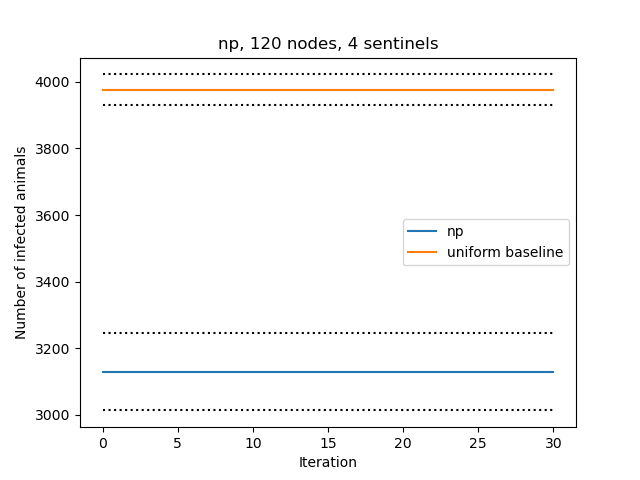 np, 120 nodes, 4 sentinels
Number of infected animals
4000
3800
3600
3400
3200
3000
np
uniform baseline
0 5 10 15 20 25 30
Iteration